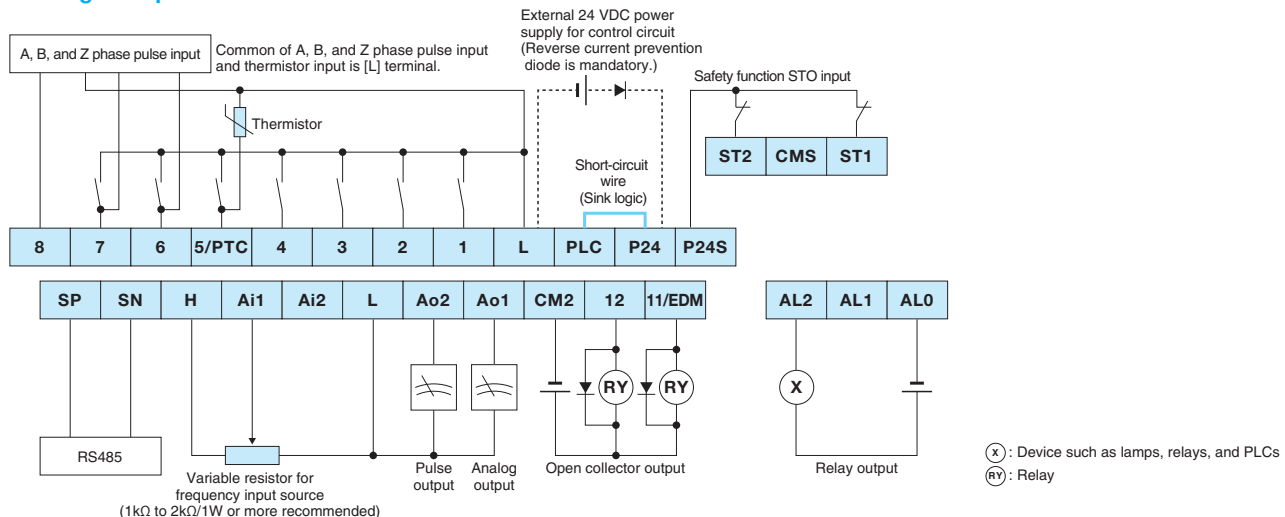 External 24 VDC power
supply for control circuit
(Reverse current prevention
diode is mandatory.)
A, B, and Z phase pulse input
Common of A, B, and Z phase pulse input
and thermistor input is [L] terminal.
Safety function STO input
Thermistor
ST2 CMS ST1
Short-circuit
wire
(Sink logic)
8 7 6 5/PTC 4 3 2 1 L PLC P24 P24S
SP SN H Ai1 Ai2 L Ao2 Ao1 CM2 12 11/EDM
AL2 AL1 AL0
RY RY
X
RS485
Variable resistor for
frequency input source
(1kΩ to 2kΩ/1W or more recommended)
Pulse
output
Analog
output
Open collector output
Relay output
X : Device such as lamps, relays, and PLCs
RY : Relay